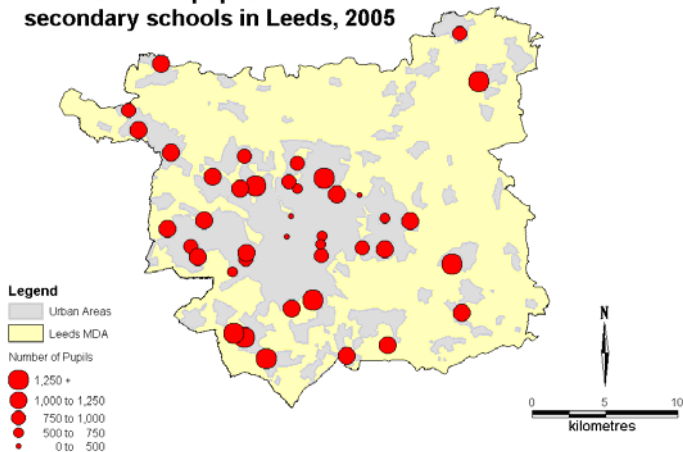 secondary schools in Leeds, 2005
Legend
Urban Areas
Leeds MDA
Number of Pupils
1,250 +
1,000 to 1,250
750 to 1,000
500 to 750
0 to 500
N
0 5 10
kilometres